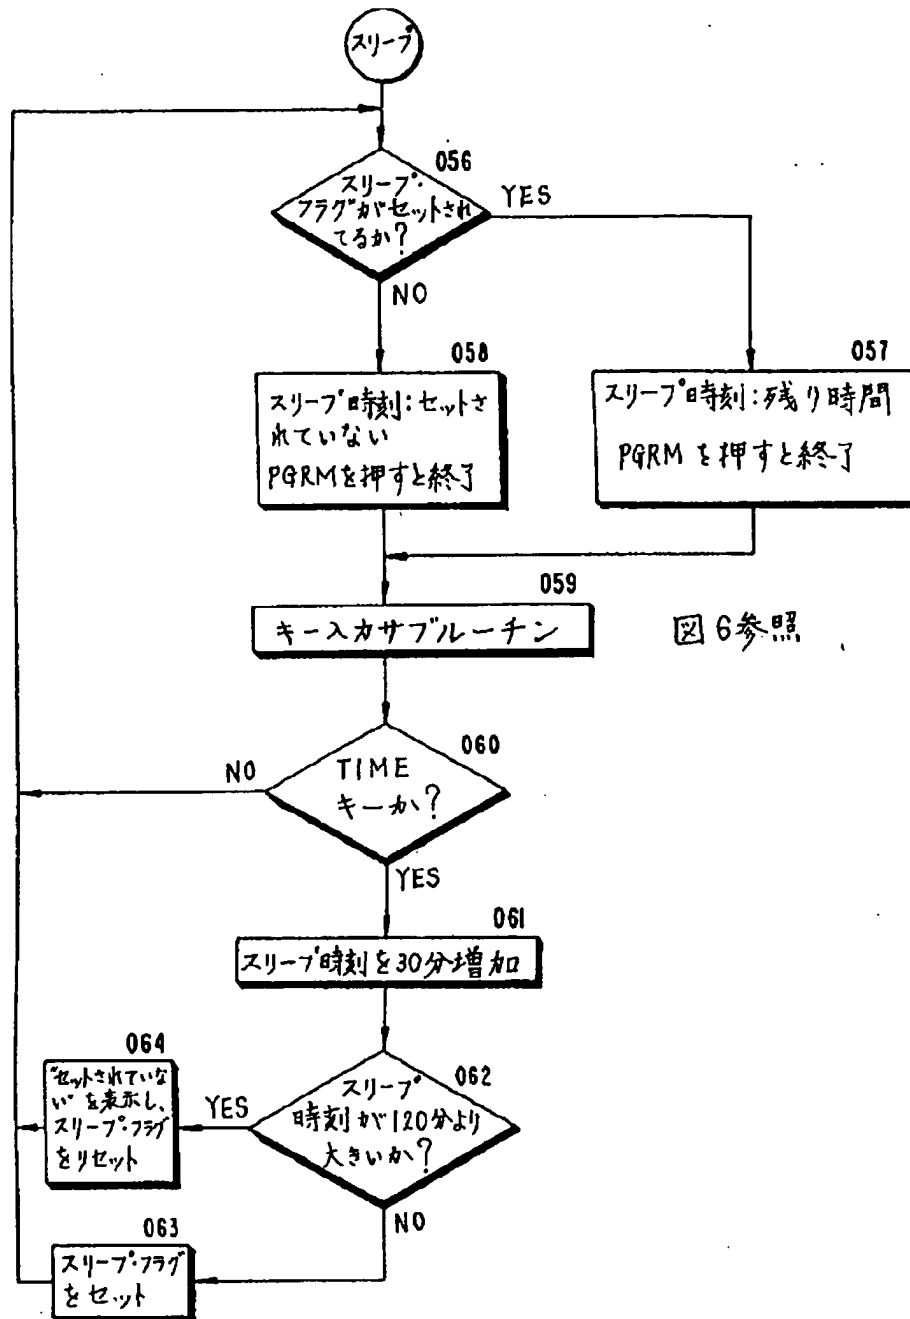 スリープ
056
スリープ・
フラグがセットされ
てるか?
YES
NO
058
スリープ時刻:セットさ
れていない
PGRMを押すと終了
057
スリープ時刻:残り時間
PGRMを押すと終了
059
キー入力サブルーチン
図6参照
060
TIME
キーか?
NO
YES
061
スリープ時刻を30分増加
062
スリープ
時刻が120分より
大きいか?
YES
NO
064
"セットされていな
い"を表示し、
スリープ・フラグ
をリセット
063
スリープ・フラグ
をセット